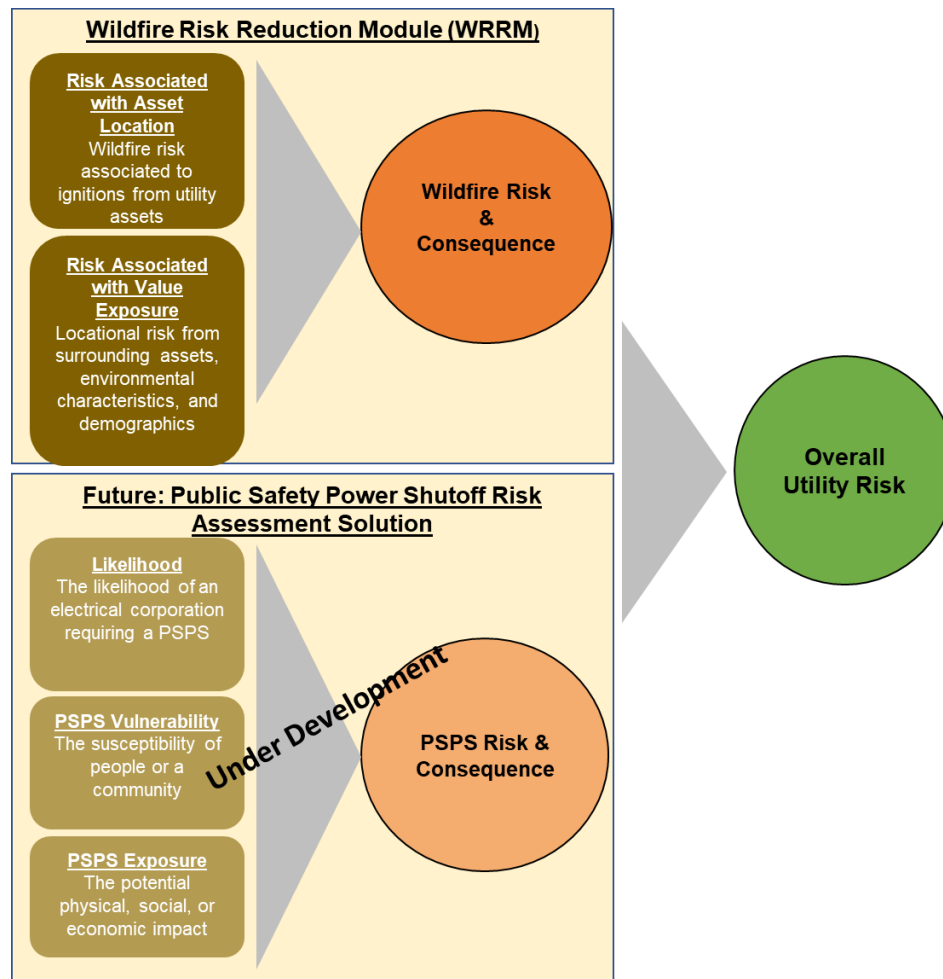 Wildfire Risk Reduction Module (WRRM)
Risk Associated
with Asset
Location
Wildfire risk
associated to
ignitions from utility
assets
Wildfire Risk
&
Consequence
Risk Associated
with Value
Exposure
Locational risk from
surrounding assets,
environmental
characteristics, and
demographics
Overall
Utility Risk
Future: Public Safety Power Shutoff Risk
Assessment Solution
Likelihood
The likelihood of an
electrical corporation
requiring a PSPS
Under Development
PSPS Vulnerability
The susceptibility of
people or a
community
PSPS Risk &
Consequence
PSPS Exposure
The potential
physical, social, or
economic impact